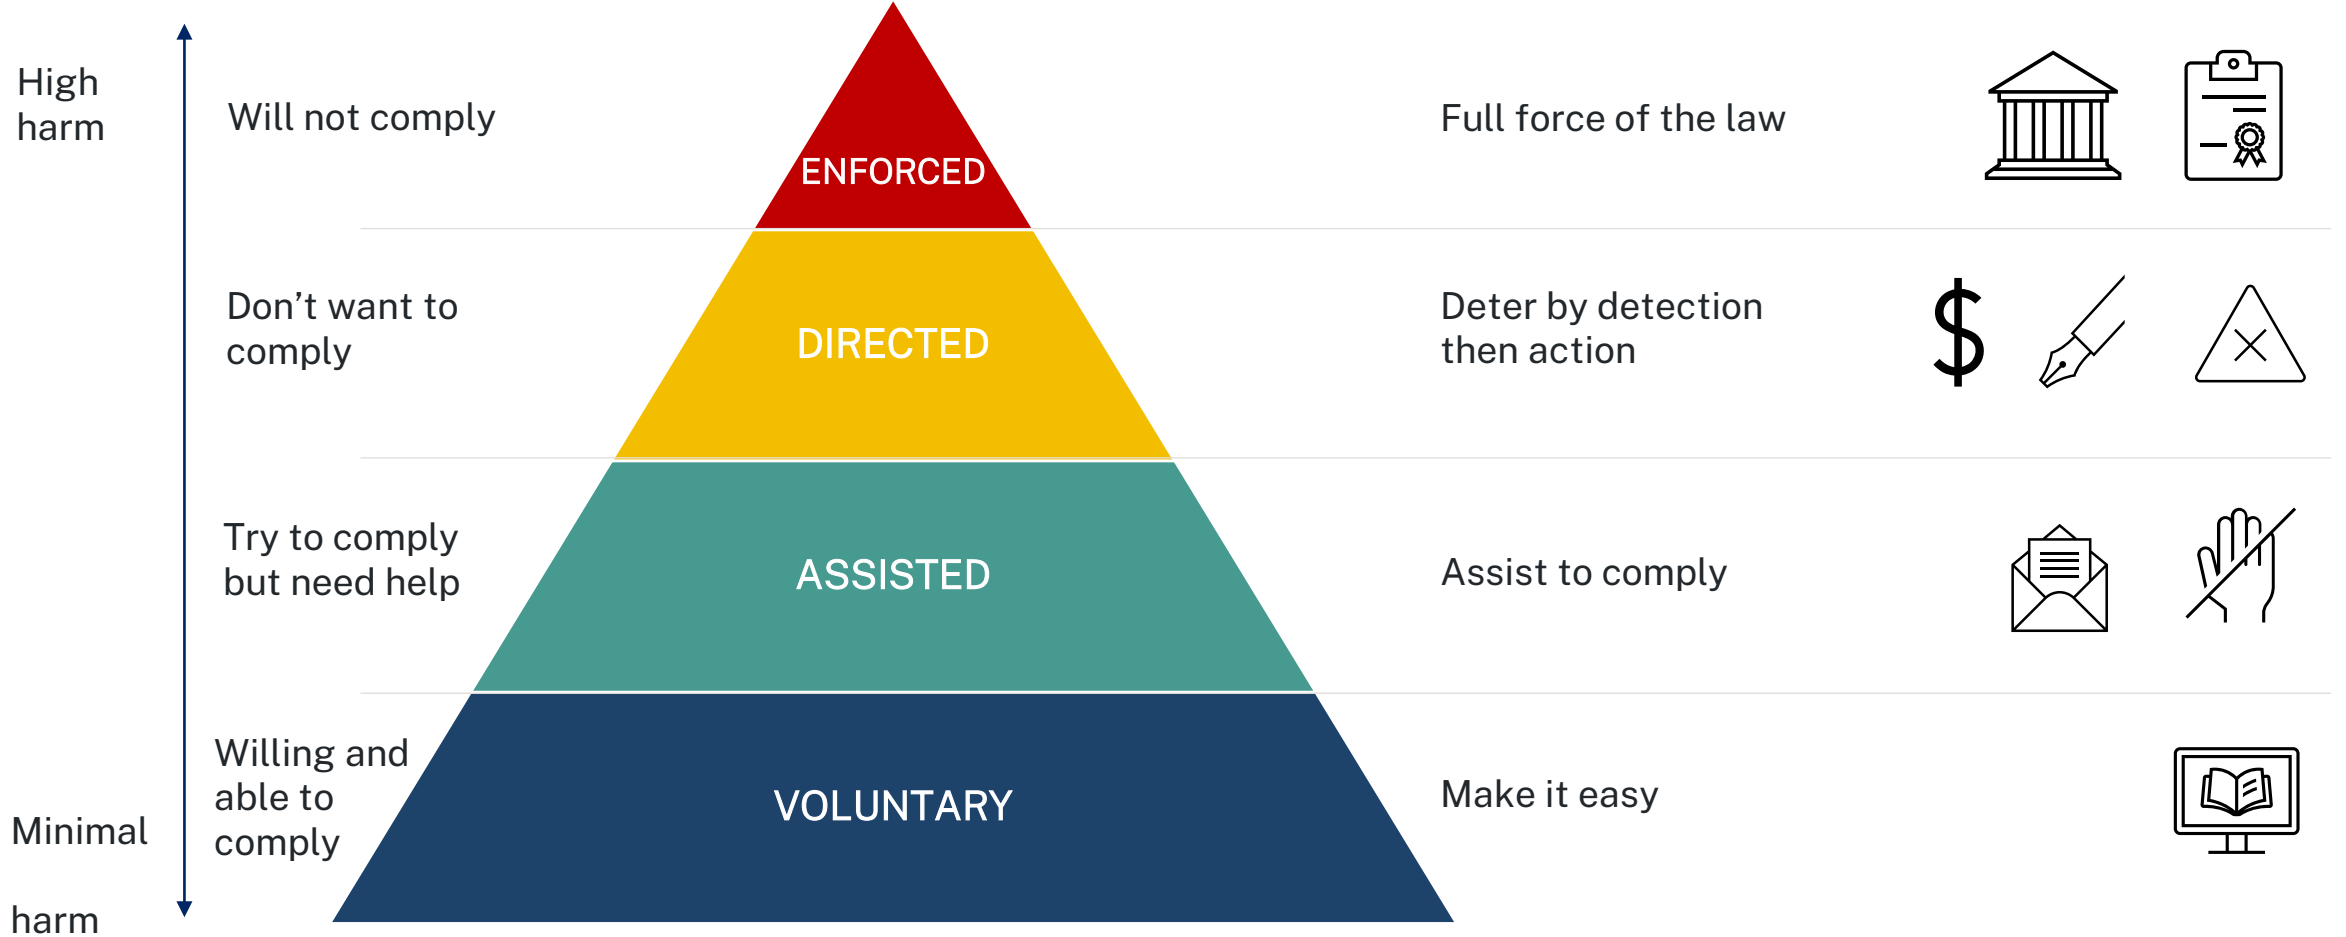 High
harm
Will not comply
ENFORCED
Full force of the law
Don’t want to
comply
DIRECTED
Deter by detection
then action
Try to comply
but need help
ASSISTED
Assist to comply
Willing and
able to
comply
VOLUNTARY
Make it easy
Minimal
harm